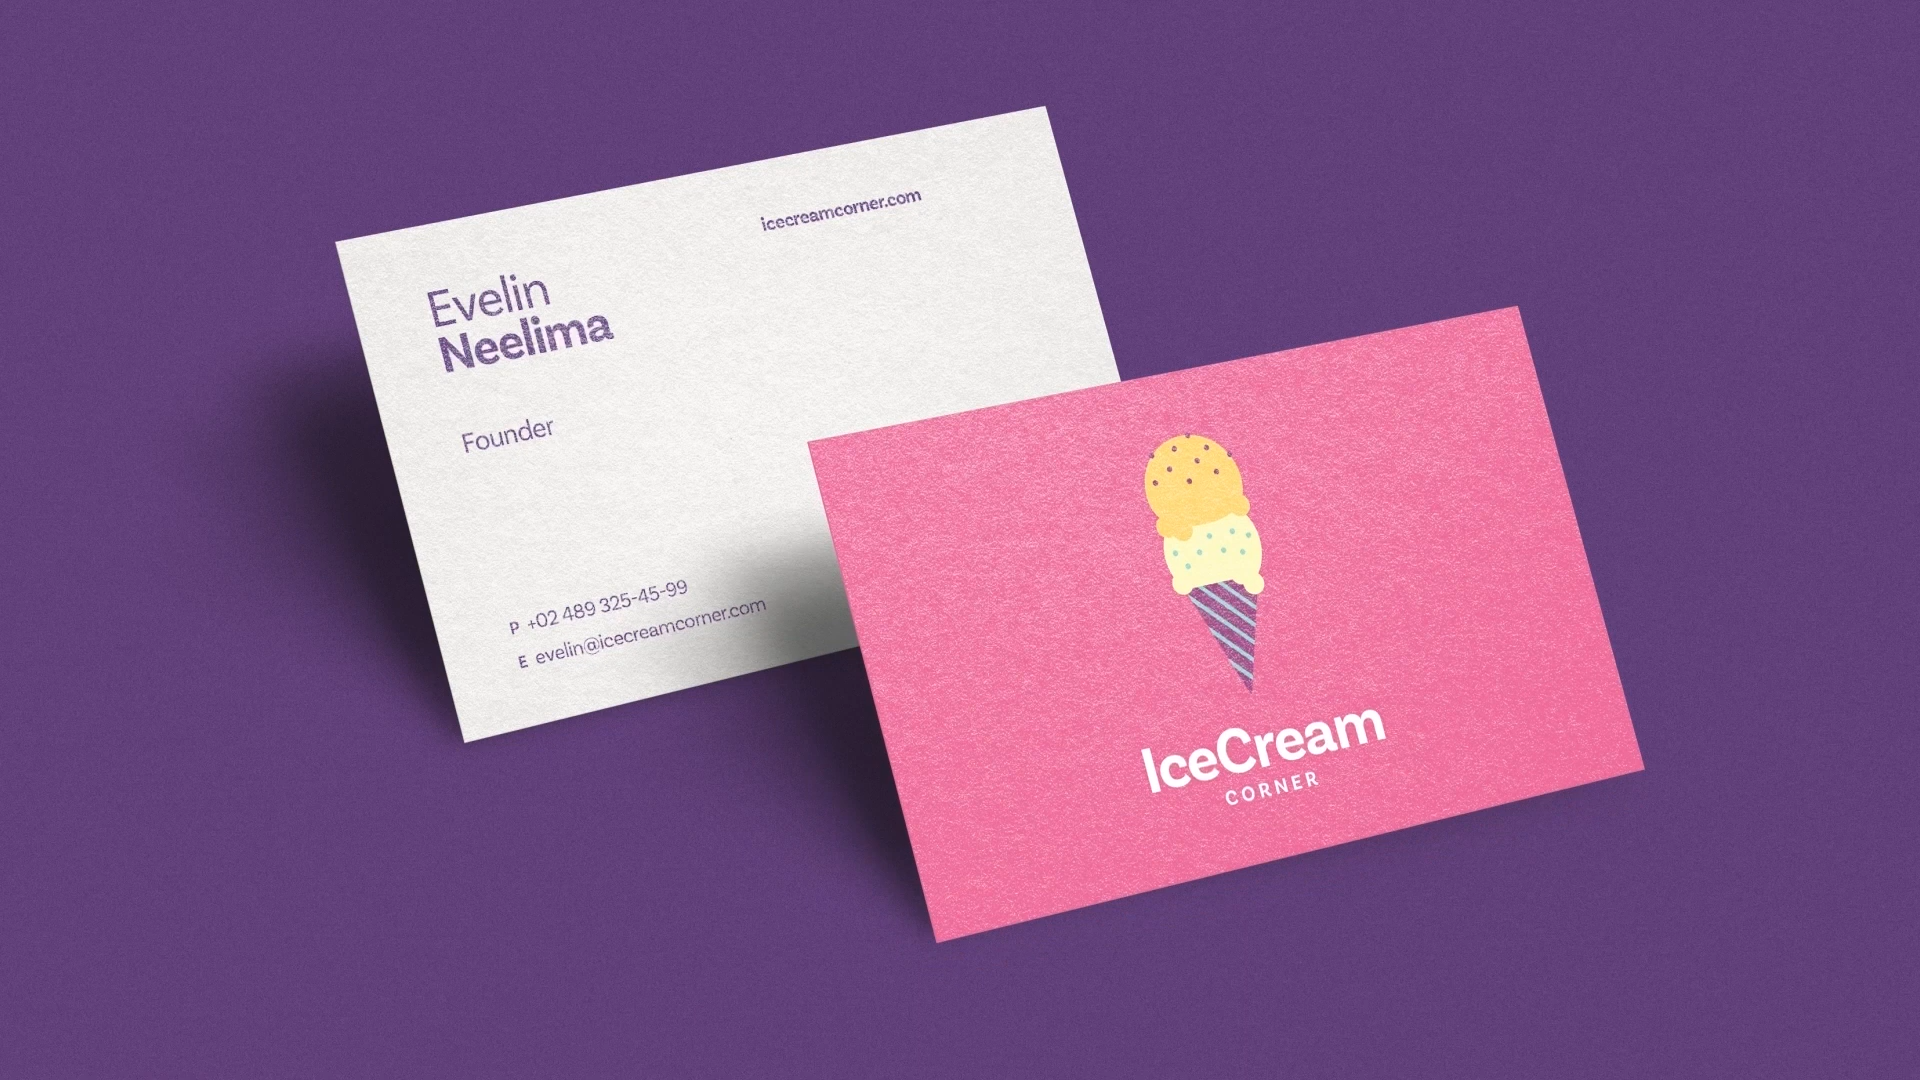 icecreamcorner.com
Evelin
Neelima
Founder
P +02 489 325-45-99
E evelin@icecreamcorner.com
IceCream
CORNER